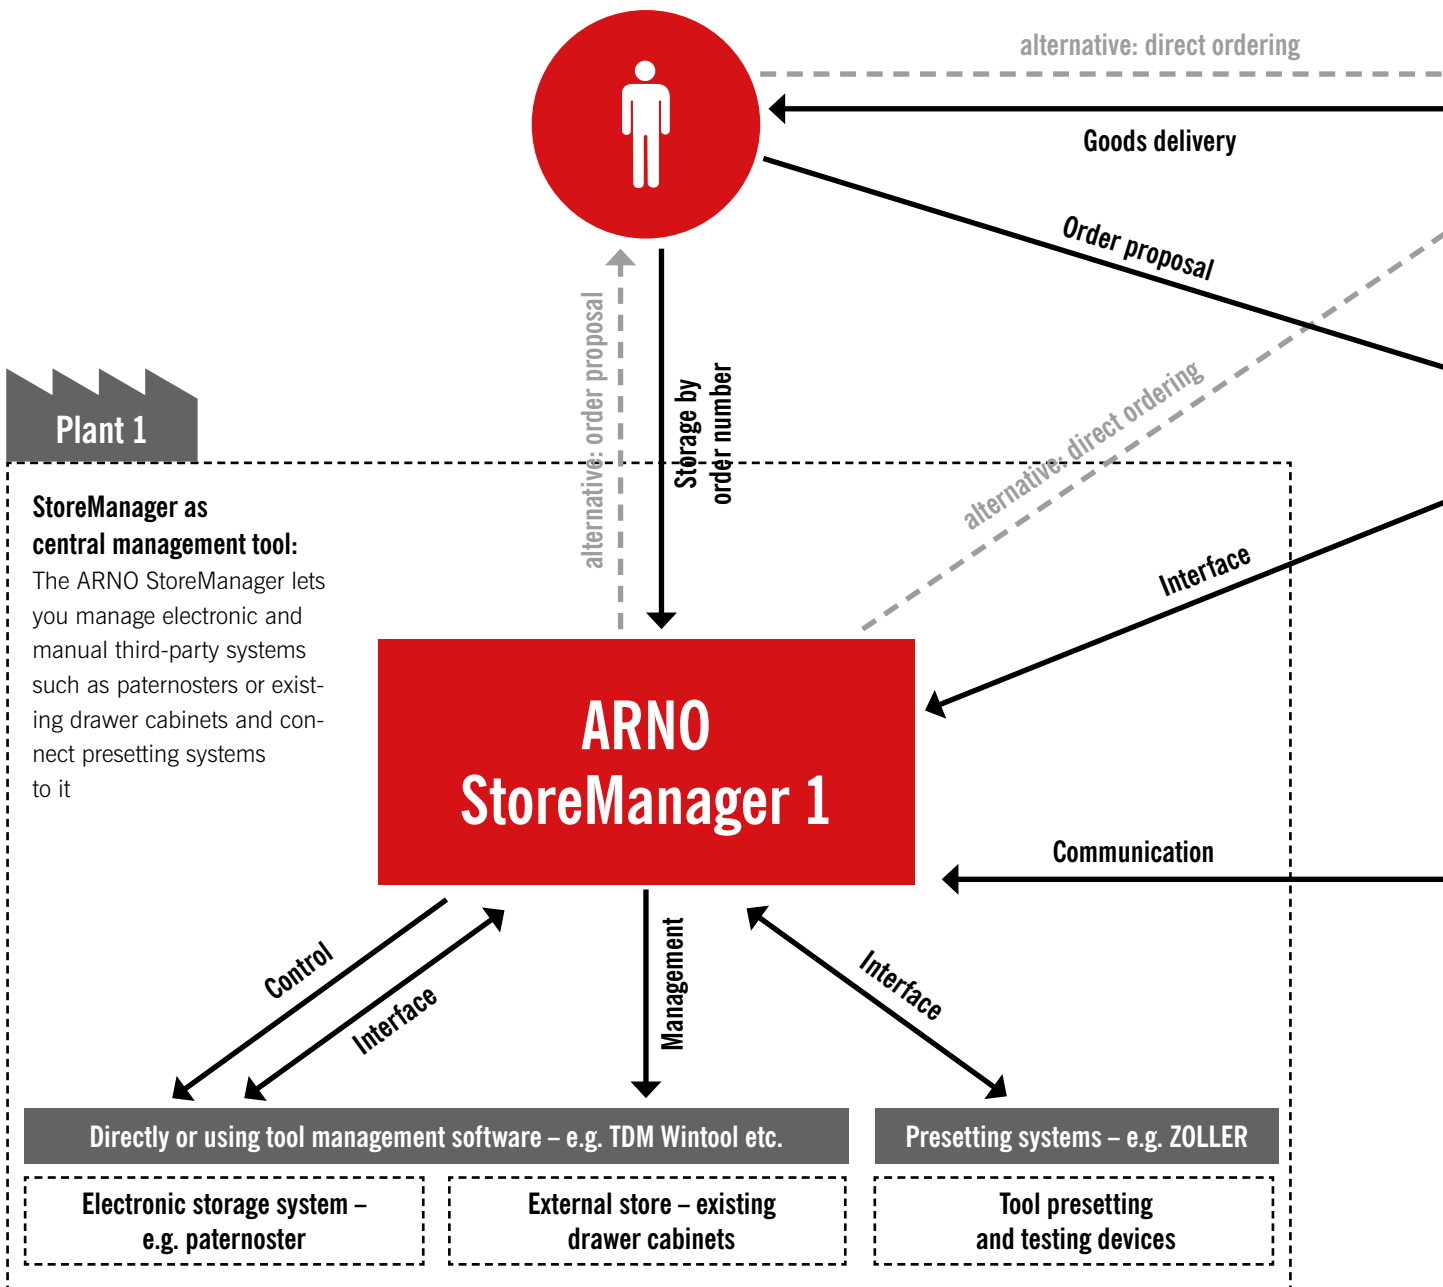 alternative: direct ordering
Goods delivery
Order proposal
alternative: order proposal
Storage by
order number
alternative: direct ordering
Plant 1
StoreManager as
central management tool:
The ARNO StoreManager lets
you manage electronic and
manual third-party systems
such as paternosters or exist-
ing drawer cabinets and con-
nect presetting systems
to it
Interface
ARNO
StoreManager 1
Communication
Control
Interface
Management
Interface
Directly or using tool management software – e.g. TDM Wintool etc.
Presetting systems – e.g. ZOLLER
Electronic storage system –
e.g. paternoster
External store – existing
drawer cabinets
Tool presetting
and testing devices